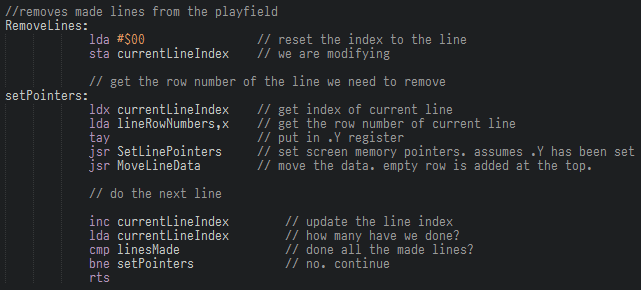 //removes made lines from the playfield
RemoveLines:
lda #$00 // reset the index to the line
sta currentLineIndex // we are modifying
// get the row number of the line we need to remove
setPointers:
ldx currentLineIndex // get index of current line
lda lineRowNumbers,x // get the row number of current line
tay // put in .Y register
jsr SetLinPointers // set screen memory pointers. assumes .Y has been set
jsr MoveLineData // move the data. empty row is added at the top.
// do the next line
inc currentLineIndex // update the line index
lda currentLineIndex // how many have we done?
cmp linesMade // done all the made lines?
bne setPointers // no. continue
rts